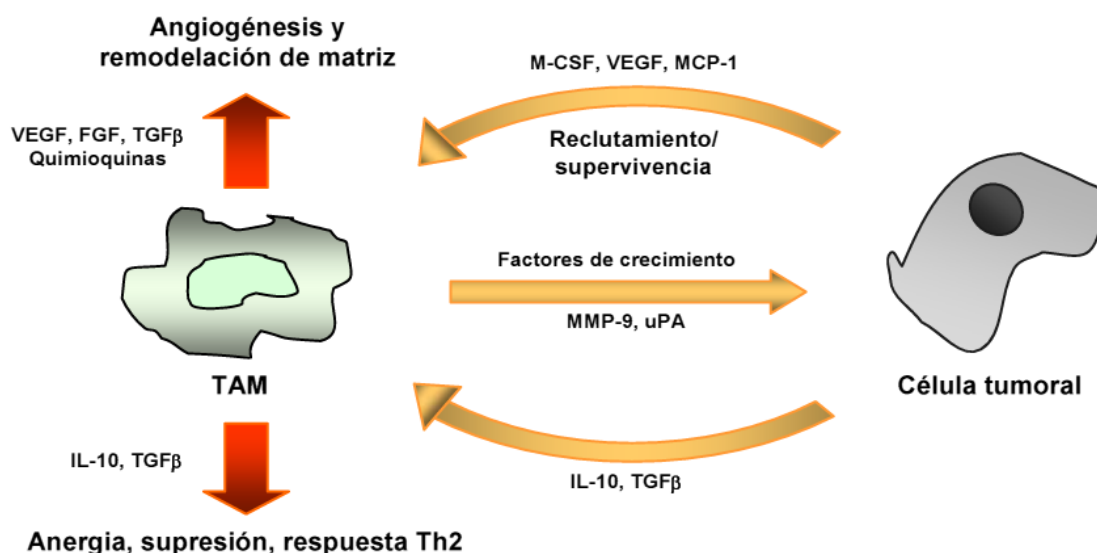 Angiogénesis y
remodelación de matriz
M-CSF, VEGF, MCP-1
VEGF, FGF, TGFβ
Quimioquinas
Reclutamiento/
supervivencia
Factores de crecimiento
MMP-9, uPA
TAM
Célula tumoral
IL-10, TGFβ
IL-10, TGFβ
Anergia, supresión, respuesta Th2